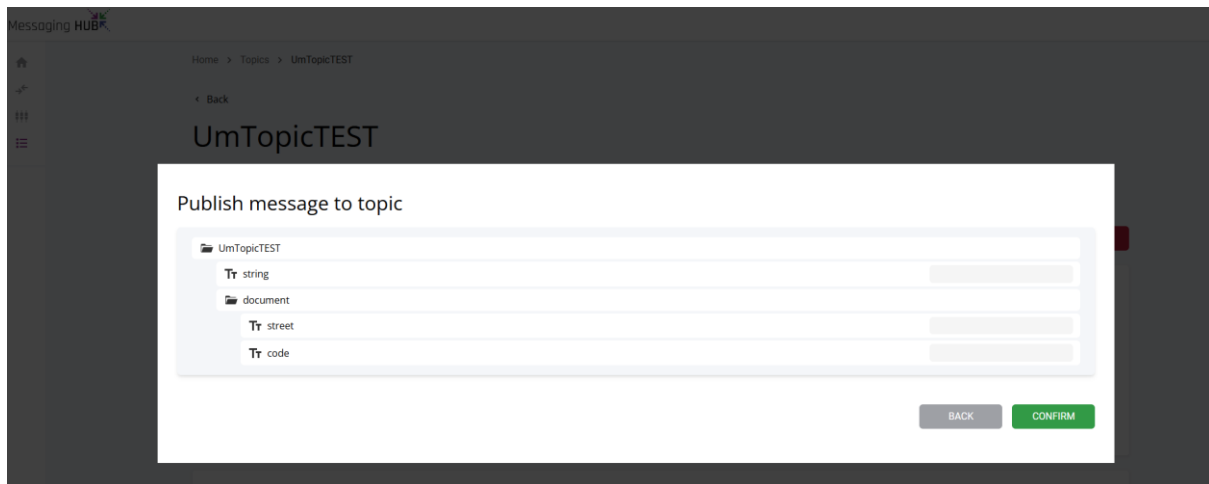 Messaging HUB
Home > Topics > UmTopicTEST
Back
UmTopicTEST
Publish message to topic
UmTopicTEST
Tт string
document
Tт street
Tт code
BACK CONFIRM